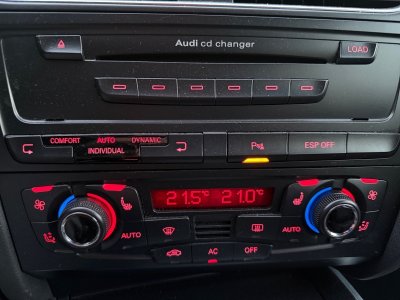 Audi cd changer
LOAD
COMFORT AUTO DYNAMIC
INDIVIDUAL
ESP OFF
21.5°C 21.0°C
AUTO
AUTO
AC
OFF